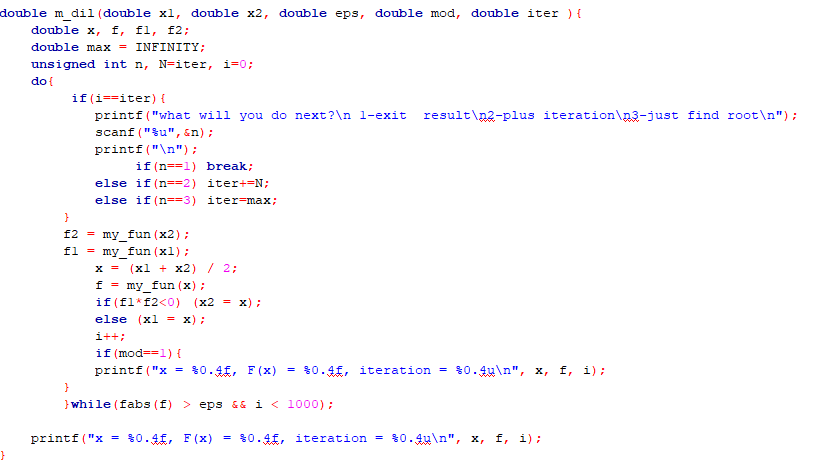 double m_dil(double x1, double x2, double eps, double mod, double iter ){
double x, f, f1, f2;
double max = INFINITY;
unsigned int n, N=iter, i=0;
do{
if(i==iter){
printf("what will you do next?\n 1-exit  result\n2-plus iteration\n3-just find root\n");
scanf("%u",&n);
printf("\n");
if(n==1) break;
else if(n==2) iter+=N;
else if(n==3) iter=max;
}
f2 = my_fun(x2);
f1 = my_fun(x1);
x = (x1 + x2) / 2;
f = my_fun(x);
if(f1*f2<0) (x2 = x);
else (x1 = x);
i++;
if(mod==1){
printf("x = %0.4f, F(x) = %0.4f, iteration = %0.4u\n", x, f, i);
}
}while(fabs(f) > eps && i < 1000);
printf("x = %0.4f, F(x) = %0.4f, iteration = %0.4u\n", x, f, i);
}